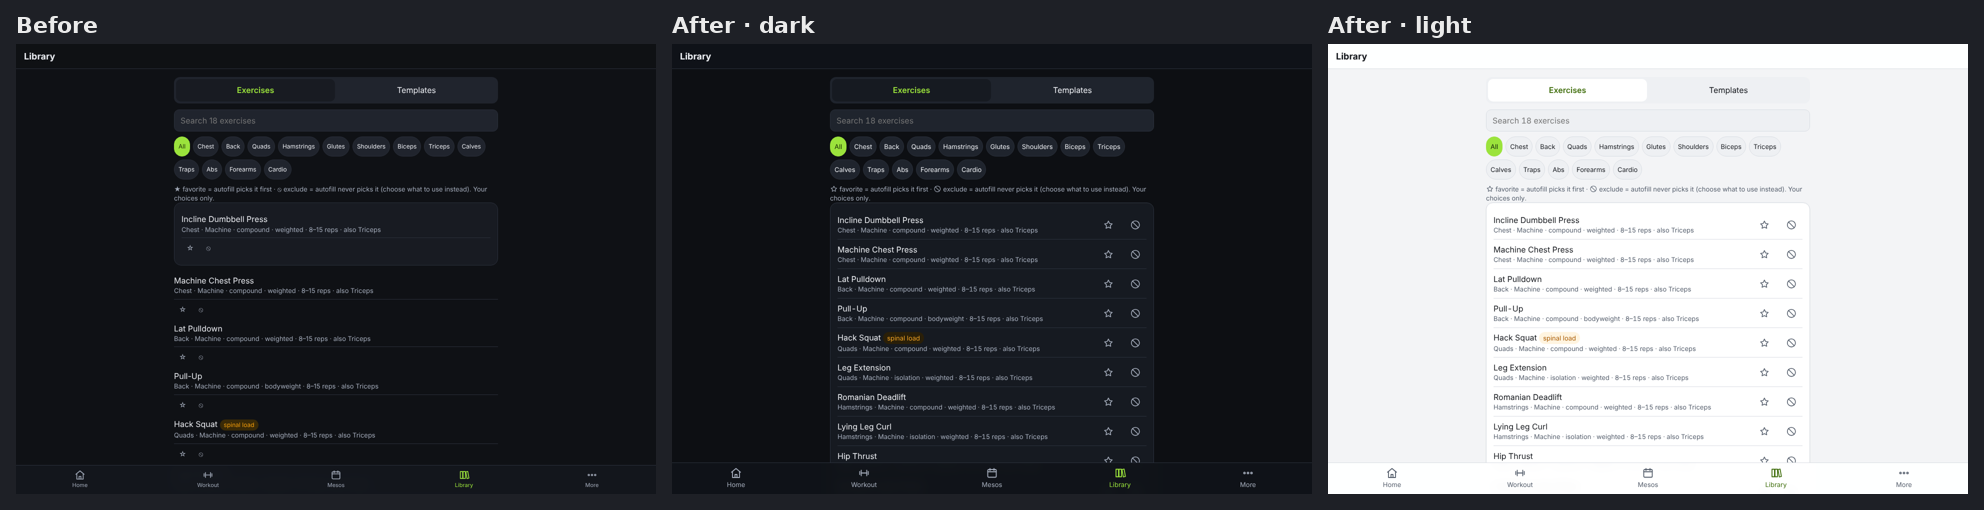 Before
Library
Exercises
Templates
Search 18 exercises
All Chest Back Quads Hamstrings Glutes Shoulders Biceps Triceps Calves
Traps Abs Forearms Cardio
★ favorite = autofill picks it first · ⦸ exclude = autofill never picks it (choose what to use instead). Your
choices only.
Incline Dumbbell Press
Chest · Machine · compound · weighted · 8–15 reps · also Triceps
Machine Chest Press
Chest · Machine · compound · weighted · 8–15 reps · also Triceps
Lat Pulldown
Back · Machine · compound · weighted · 8–15 reps · also Triceps
Pull-Up
Back · Machine · compound · bodyweight · 8–15 reps · also Triceps
Hack Squat spinal load
Quads · Machine · compound · weighted · 8–15 reps · also Triceps
Home Workout Mesos Library More
After · dark
Library
Exercises
Templates
Search 18 exercises
All Chest Back Quads Hamstrings Glutes Shoulders Biceps Triceps
Calves Traps Abs Forearms Cardio
☆ favorite = autofill picks it first · ⦸ exclude = autofill never picks it (choose what to use instead). Your
choices only.
Incline Dumbbell Press
Chest · Machine · compound · weighted · 8–15 reps · also Triceps
Machine Chest Press
Chest · Machine · compound · weighted · 8–15 reps · also Triceps
Lat Pulldown
Back · Machine · compound · weighted · 8–15 reps · also Triceps
Pull-Up
Back · Machine · compound · bodyweight · 8–15 reps · also Triceps
Hack Squat spinal load
Quads · Machine · compound · weighted · 8–15 reps · also Triceps
Leg Extension
Quads · Machine · isolation · weighted · 8–15 reps · also Triceps
Romanian Deadlift
Hamstrings · Machine · compound · weighted · 8–15 reps · also Triceps
Lying Leg Curl
Hamstrings · Machine · isolation · weighted · 8–15 reps · also Triceps
Hip Thrust
Home Workout Mesos Library More
After · light
Library
Exercises
Templates
Search 18 exercises
All Chest Back Quads Hamstrings Glutes Shoulders Biceps Triceps
Calves Traps Abs Forearms Cardio
☆ favorite = autofill picks it first · ⦸ exclude = autofill never picks it (choose what to use instead). Your
choices only.
Incline Dumbbell Press
Chest · Machine · compound · weighted · 8–15 reps · also Triceps
Machine Chest Press
Chest · Machine · compound · weighted · 8–15 reps · also Triceps
Lat Pulldown
Back · Machine · compound · weighted · 8–15 reps · also Triceps
Pull-Up
Back · Machine · compound · bodyweight · 8–15 reps · also Triceps
Hack Squat spinal load
Quads · Machine · compound · weighted · 8–15 reps · also Triceps
Leg Extension
Quads · Machine · isolation · weighted · 8–15 reps · also Triceps
Romanian Deadlift
Hamstrings · Machine · compound · weighted · 8–15 reps · also Triceps
Lying Leg Curl
Hamstrings · Machine · isolation · weighted · 8–15 reps · also Triceps
Hip Thrust
Home Workout Mesos Library More